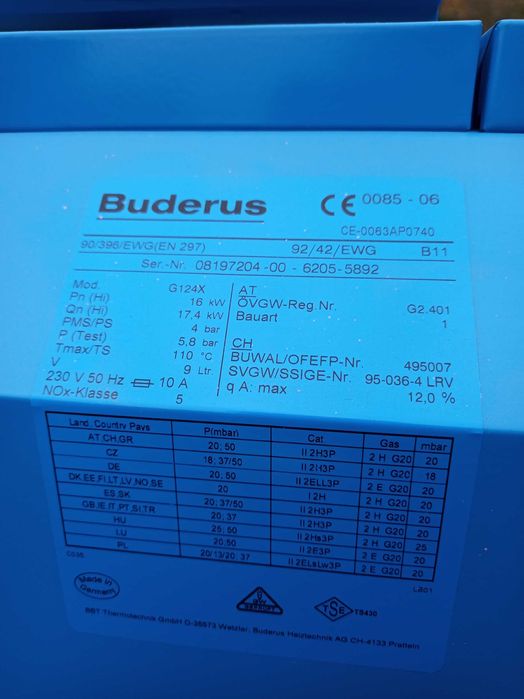 Buderus
CE 0085 - 06
CE-0063AP0740
90/396/EWG(EN 297) 92/42/EWG B11
Ser.-Nr. 08197204-00 - 6205-5892
Mod. G124X
Pn (Hi) 16 kW
Qn (Hi) 17,4 kW
PMS/PS 4 bar
P (Test) 5,8 bar
Tmax/TS 110 °C
V 9 Ltr.
230 V 50 Hz 10 A
NOx-Klasse 5
AT
ÖVGW-Reg.Nr. G2.401
Bauart 1
CH
BUWAL/OFEFP-Nr. 495007
SVGW/SSIGE-Nr. 95-036-4 LRV
q A: max 12,0 %
Land. Country Pays P(mbar) Cat Gas mbar
AT,CH,GR 20; 50 II 2H3P 2 H G20 20
CZ 18; 37/50 II 2H3P 2 H G20 18
DE 20; 50 II 2ELL3P 2 E G20 20
DK,EE,FI,LT,LV,NO,SE 20 I 2H 2 H G20 20
ES,SK 20; 37/50 II 2H3P 2 H G20 20
GB,IE,IT,PT,SI,TR 20; 37 II 2H3P 2 H G20 20
HU 25; 50 II 2Hs3P 2 H G20 25
LU 20;50 II 2E3P 2 E G20 20
PL 20/13/20; 37 II 2ELsLw3P 2 E G20 20
Made in
Germany
TSE TS430
BBT Thermotechnik GmbH D-35573 Wetzlar; Buderus Heiztechnik AG CH-4133 Pratteln